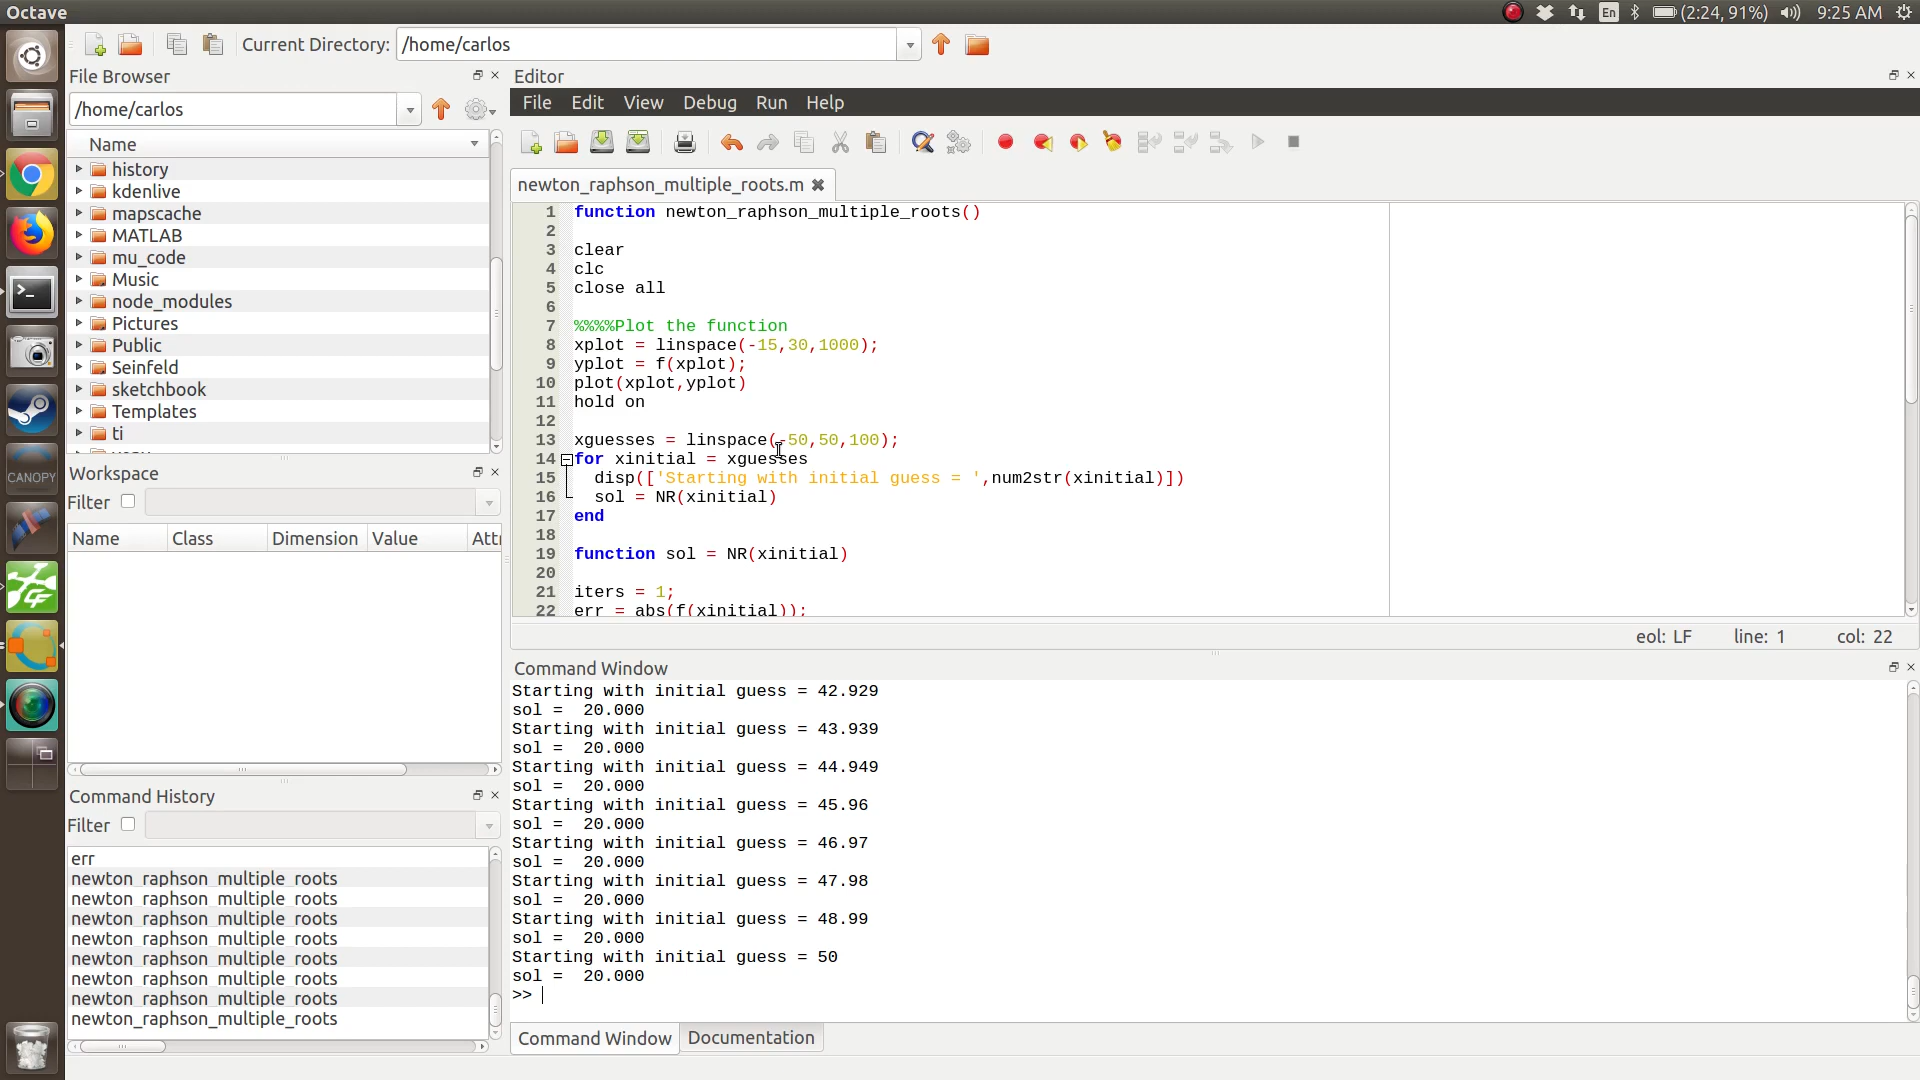 Octave
En
(2:24, 91%)
9:25 AM
Current Directory:
/home/carlos
File Browser
/home/carlos
Name
history
kdenlive
mapscache
MATLAB
mu_code
Music
node_modules
Pictures
Public
Seinfeld
sketchbook
Templates
ti
Workspace
Filter
Name Class Dimension Value Attr
Command History
Filter
err
newton_raphson_multiple_roots
newton_raphson_multiple_roots
newton_raphson_multiple_roots
newton_raphson_multiple_roots
newton_raphson_multiple_roots
newton_raphson_multiple_roots
newton_raphson_multiple_roots
newton_raphson_multiple_roots
CANOPY
Editor
File Edit View Debug Run Help
newton_raphson_multiple_roots.m
1 function newton_raphson_multiple_roots()
2
3 clear
4 clc
5 close all
6
7 %%%%Plot the function
8 xplot = linspace(-15,30,1000);
9 yplot = f(xplot);
10 plot(xplot,yplot)
11 hold on
12
13 xguesses = linspace(-50,50,100);
14 for xinitial = xguesses
15 disp(['Starting with initial guess = ',num2str(xinitial)])
16 sol = NR(xinitial)
17 end
18
19 function sol = NR(xinitial)
20
21 iters = 1;
22 err = abs(f(xinitial));
eol: LF line: 1 col: 22
Command Window
Starting with initial guess = 42.929
sol = 20.000
Starting with initial guess = 43.939
sol = 20.000
Starting with initial guess = 44.949
sol = 20.000
Starting with initial guess = 45.96
sol = 20.000
Starting with initial guess = 46.97
sol = 20.000
Starting with initial guess = 47.98
sol = 20.000
Starting with initial guess = 48.99
sol = 20.000
Starting with initial guess = 50
sol = 20.000
>>
Command Window Documentation